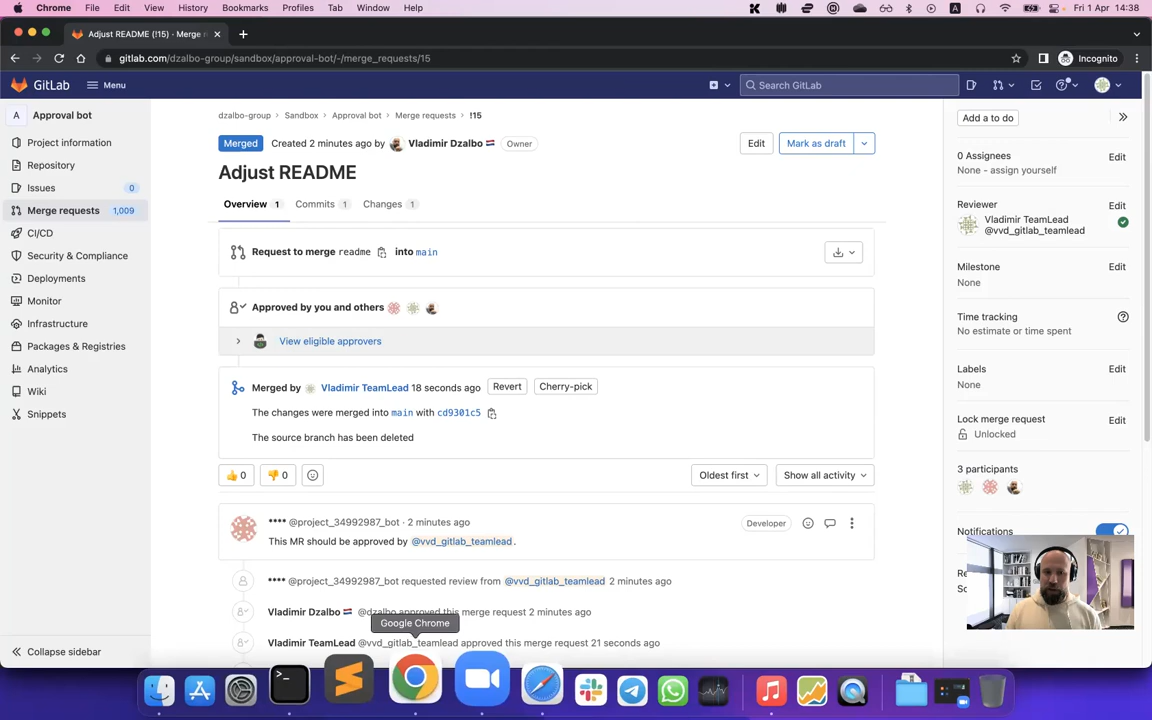 Chrome File Edit View History Bookmarks Profiles Tab Window Help A Fri 1 Apr 14:38
Adjust README (!15) · Merge r
gitlab.com/dzalbo-group/sandbox/approval-bot/-/merge_requests/15 Incognito
GitLab Menu Search GitLab
A Approval bot
Project information
Repository
Issues 0
Merge requests 1,009
CI/CD
Security & Compliance
Deployments
Monitor
Infrastructure
Packages & Registries
Analytics
Wiki
Snippets
Collapse sidebar
dzalbo-group › Sandbox › Approval bot › Merge requests › !15
Merged Created 2 minutes ago by Vladimir Dzalbo Owner Edit Mark as draft
Adjust README
Overview 1 Commits 1 Changes 1
Request to merge readme into main
Approved by you and others
View eligible approvers
Merged by Vladimir TeamLead 18 seconds ago Revert Cherry-pick
The changes were merged into main with cd9301c5
The source branch has been deleted
0 0 Oldest first Show all activity
**** @project_34992987_bot · 2 minutes ago Developer
This MR should be approved by @vvd_gitlab_teamlead .
**** @project_34992987_bot requested review from @vvd_gitlab_teamlead 2 minutes ago
Vladimir Dzalbo @dzalbo approved this merge request 2 minutes ago
Google Chrome
Vladimir TeamLead @vvd_gitlab_teamlead approved this merge request 21 seconds ago
Add a to do
0 Assignees Edit
None - assign yourself
Reviewer Edit
Vladimir TeamLead
@vvd_gitlab_teamlead
Milestone Edit
None
Time tracking
No estimate or time spent
Labels Edit
None
Lock merge request Edit
Unlocked
3 participants
Notifications